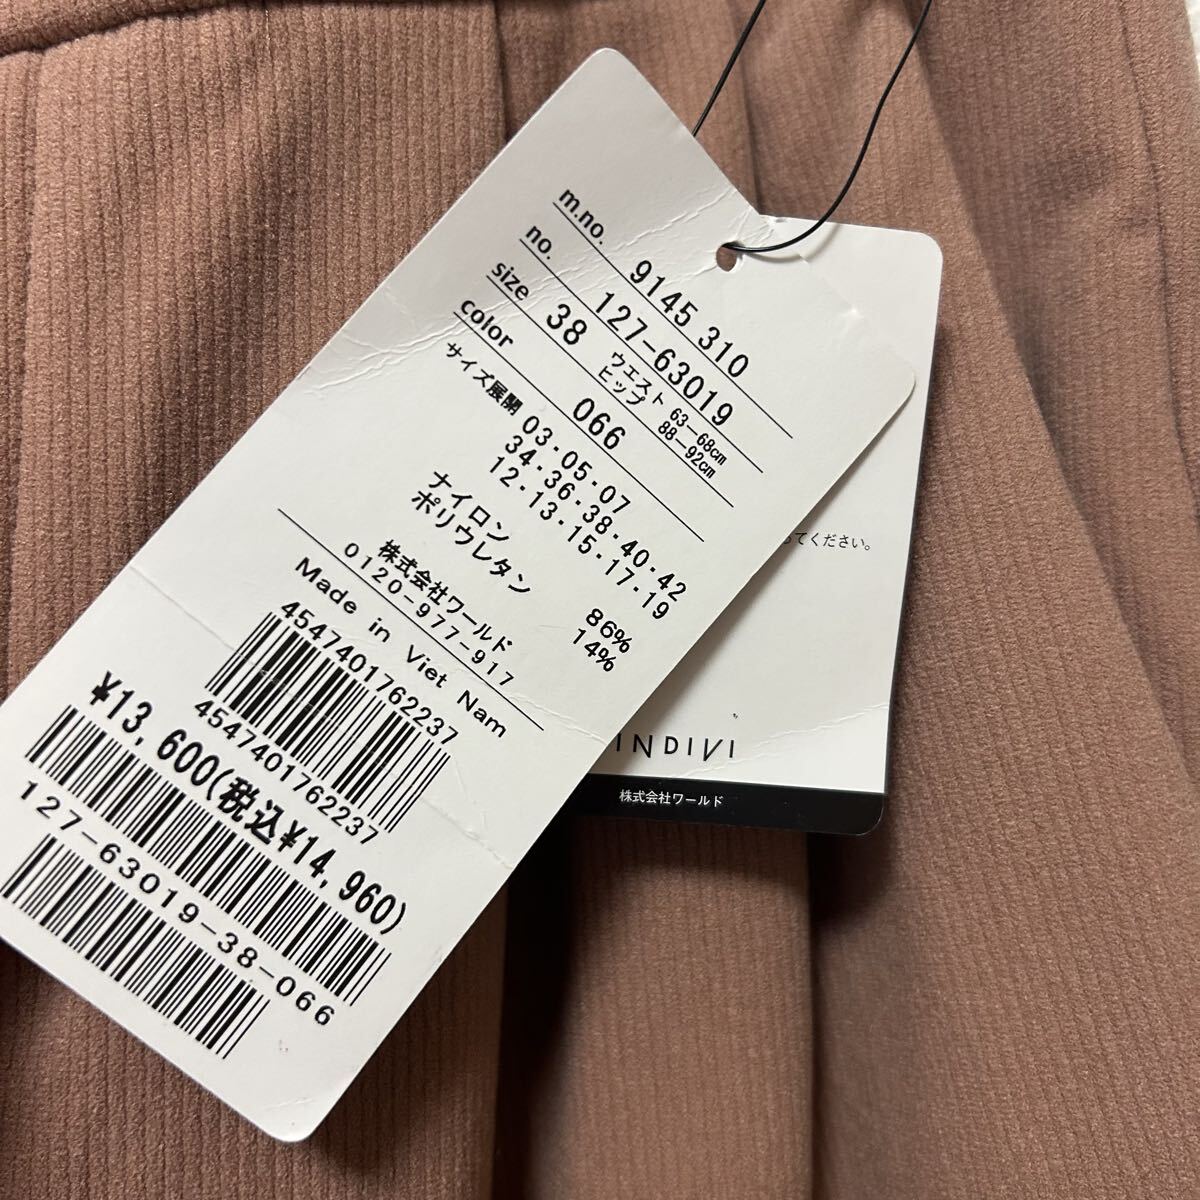 m.no. 9145 310
no. 127-63019
size 38 ウエスト 63-68cm
ヒップ 88-92cm
color 066
サイズ展開 03・05・07
34・36・38・40・42
12・13・15・17・19
ナイロン 86%
ポリウレタン 14%
株式会社ワールド
0120-977-917
Made in Viet Nam
4547401762237
4547401762237
¥13,600(税込¥14,960)
127-63019-38-066
てください。
INDIVI
株式会社ワールド